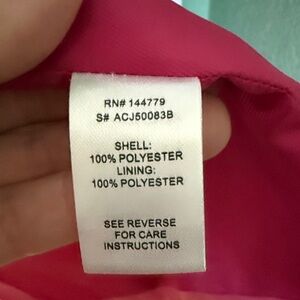 RN# 144779
S# ACJ50083B
SHELL:
100% POLYESTER
LINING:
100% POLYESTER
SEE REVERSE
FOR CARE
INSTRUCTIONS